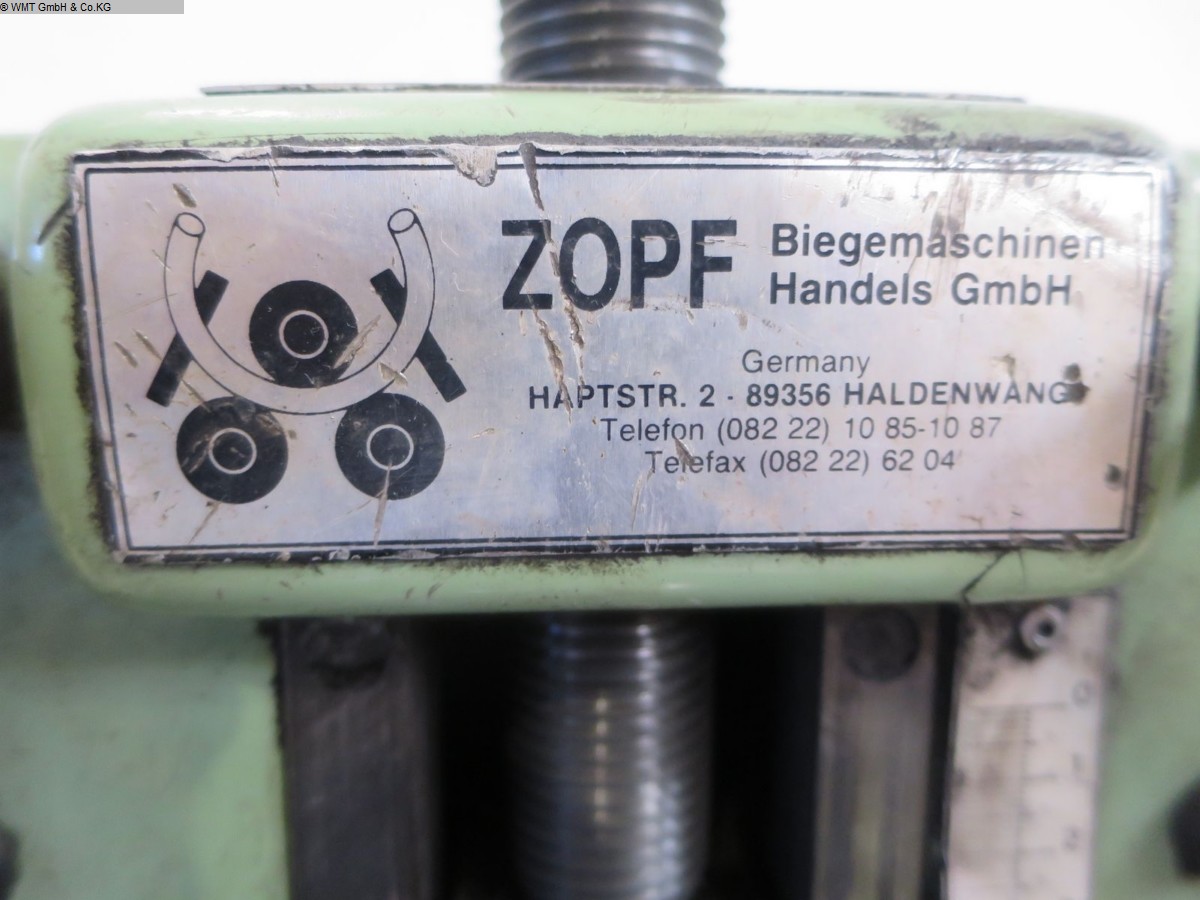 © WMT GmbH & Co.KG
ZOPF
Biegemaschinen
Handels GmbH
Germany
HAPTSTR. 2 - 89356 HALDENWANG
Telefon (082 22) 10 85-10 87
Telefax (082 22) 62 04